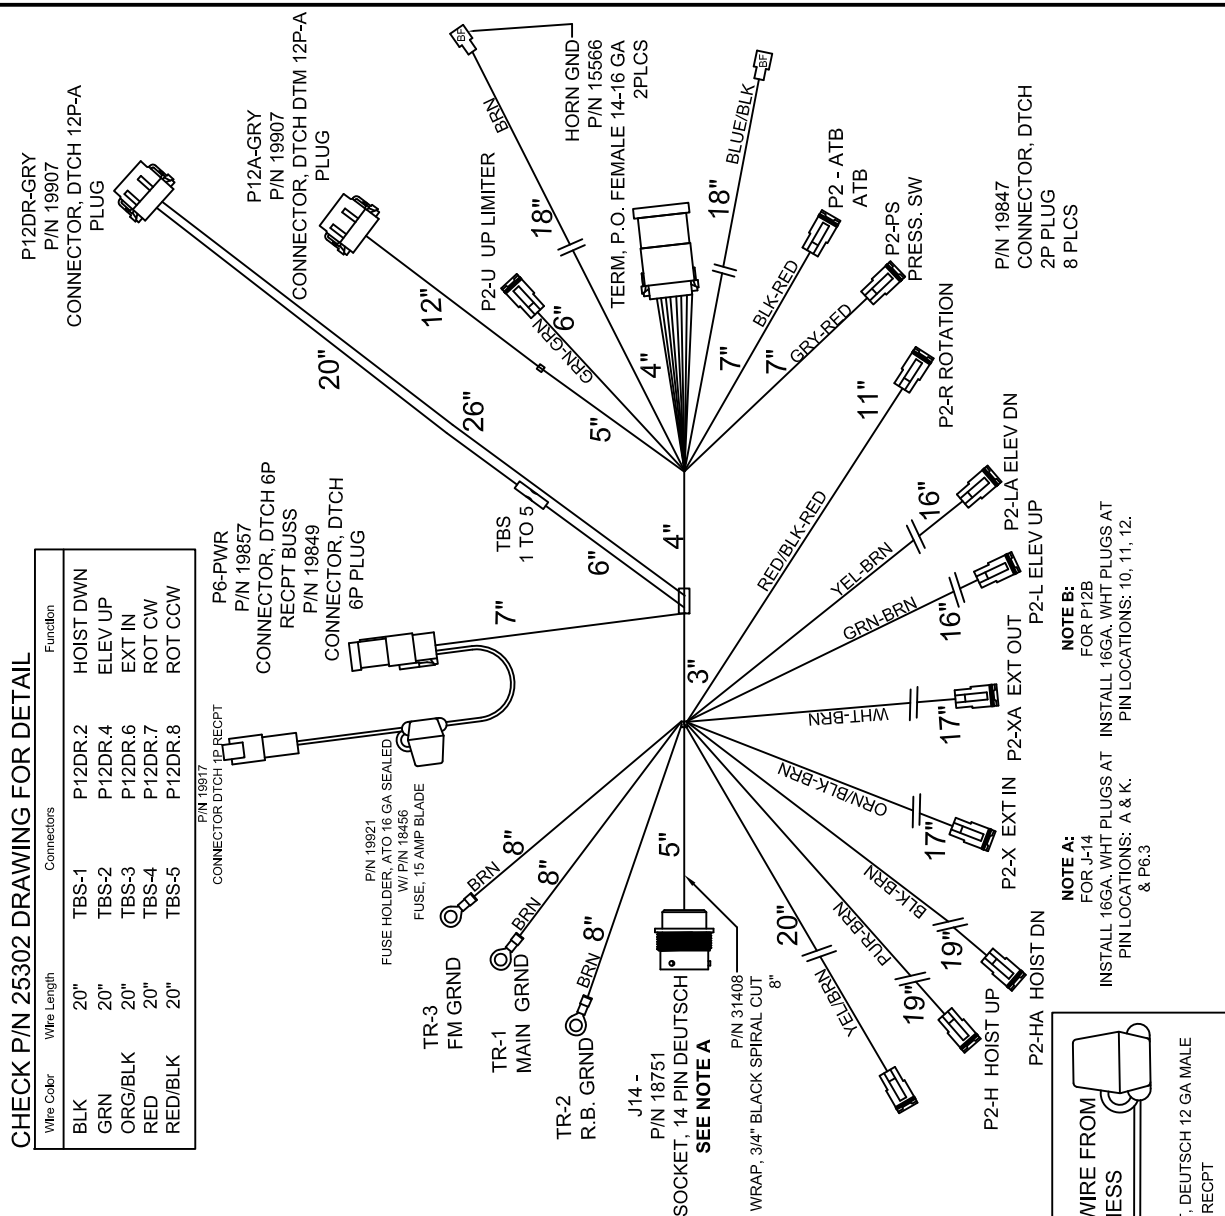 CHECK P/N 25302 DRAWING FOR DETAIL
Wire Color Wire Length Connectors Function
BLK 20" TBS-1 P12DR.2 HOIST DWN
GRN 20" TBS-2 P12DR.4 ELEV UP
ORG/BLK 20" TBS-3 P12DR.6 EXT IN
RED 20" TBS-4 P12DR.7 ROT CW
RED/BLK 20" TBS-5 P12DR.8 ROT CCW
P12DR-GRY
P/N 19907
CONNECTOR, DTCH 12P-A
PLUG
P12A-GRY
P/N 19907
CONNECTOR, DTCH DTM 12P-A
PLUG
20"
26"
12"
5"
TBS
1 TO 5
6"
P6-PWR
P/N 19857
CONNECTOR, DTCH 6P
RECPT BUSS
P/N 19849
CONNECTOR, DTCH
6P PLUG
7"
P/N 19917
CONNECTOR DTCH 1P RECPT
P/N 19921
FUSE HOLDER, ATO 16 GA SEALED
W/ P/N 18456
FUSE, 15 AMP BLADE
P2-U UP LIMITER
6"
GRN-GRN
BF
BRN
18"
HORN GND
P/N 15566
TERM, P.O. FEMALE 14-16 GA
2PLCS
4"
BF
BLUE/BLK
18"
P2 - ATB
ATB
BLK-RED
7"
P2-PS
PRESS. SW
GRY-RED
7"
P/N 19847
CONNECTOR, DTCH
2P PLUG
8 PLCS
4"
3"
P2-R ROTATION
11"
RED/BLK-RED
P2-LA ELEV DN
16"
YEL-BRN
P2-L ELEV UP
16"
GRN-BRN
P2-XA EXT OUT
17"
WHT-BRN
P2-X EXT IN
17"
ORN/BLK-BRN
P2-HA HOIST DN
19"
BLK-BRN
P2-H HOIST UP
19"
PUR-BRN
20"
YEL/BRN
TR-3
FM GRND
BRN
8"
TR-1
MAIN GRND
BRN
8"
TR-2
R.B. GRND
BRN
8"
5"
J14 -
P/N 18751
SOCKET, 14 PIN DEUTSCH
SEE NOTE A
P/N 31408
WRAP, 3/4" BLACK SPIRAL CUT
8"
NOTE A:
FOR J-14
INSTALL 16GA. WHT PLUGS AT
PIN LOCATIONS: A & K.
& P6.3
NOTE B:
FOR P12B
INSTALL 16GA. WHT PLUGS AT
PIN LOCATIONS: 10, 11, 12.
WIRE FROM
NESS
, DEUTSCH 12 GA MALE
RECPT